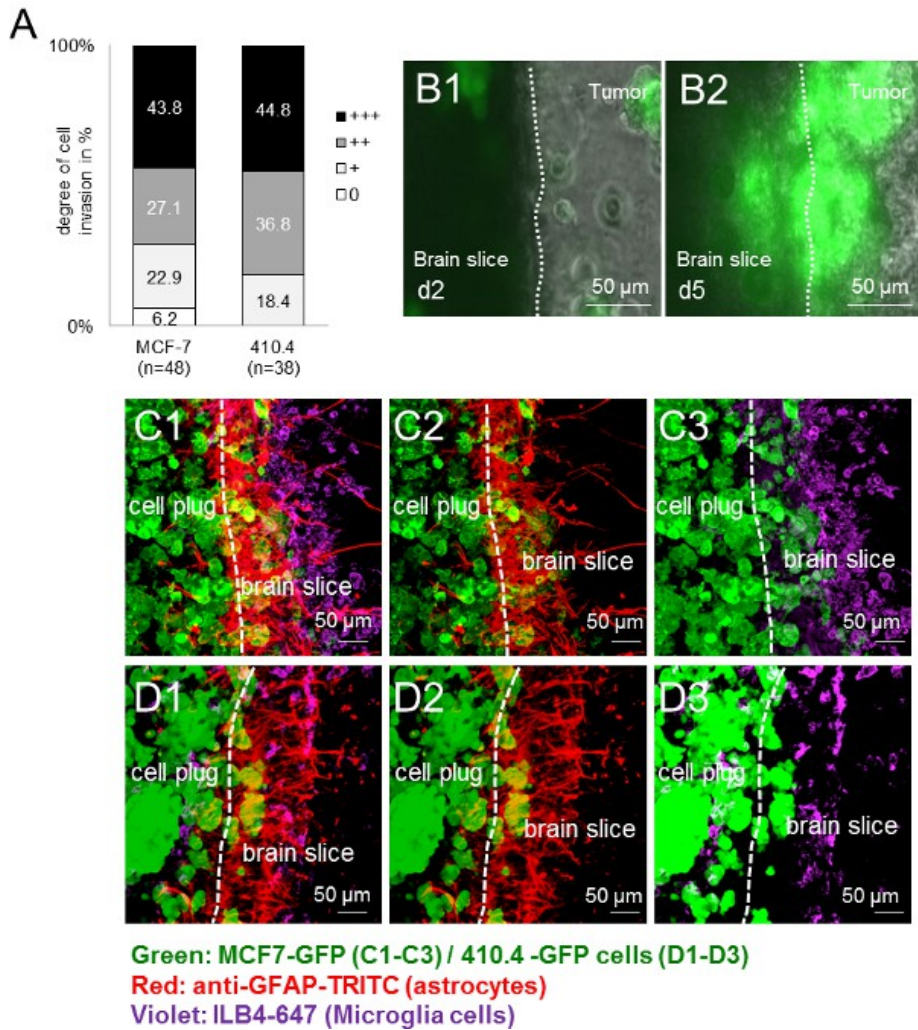 A
100%
0%
degree of cell
invasion in %
43.8
27.1
22.9
6.2
44.8
36.8
18.4
MCF-7
(n=48)
410.4
(n=38)
+++
++
+
0
B1
Tumor
Brain slice
d2
50 µm
B2
Tumor
Brain slice
d5
50 µm
C1
cell plug
brain slice
50 µm
C2
cell plug
brain slice
50 µm
C3
cell plug
brain slice
50 µm
D1
cell plug
brain slice
50 µm
D2
cell plug
brain slice
50 µm
D3
cell plug
brain slice
50 µm
Green: MCF7-GFP (C1-C3) / 410.4 -GFP cells (D1-D3)
Red: anti-GFAP-TRITC (astrocytes)
Violet: ILB4-647 (Microglia cells)